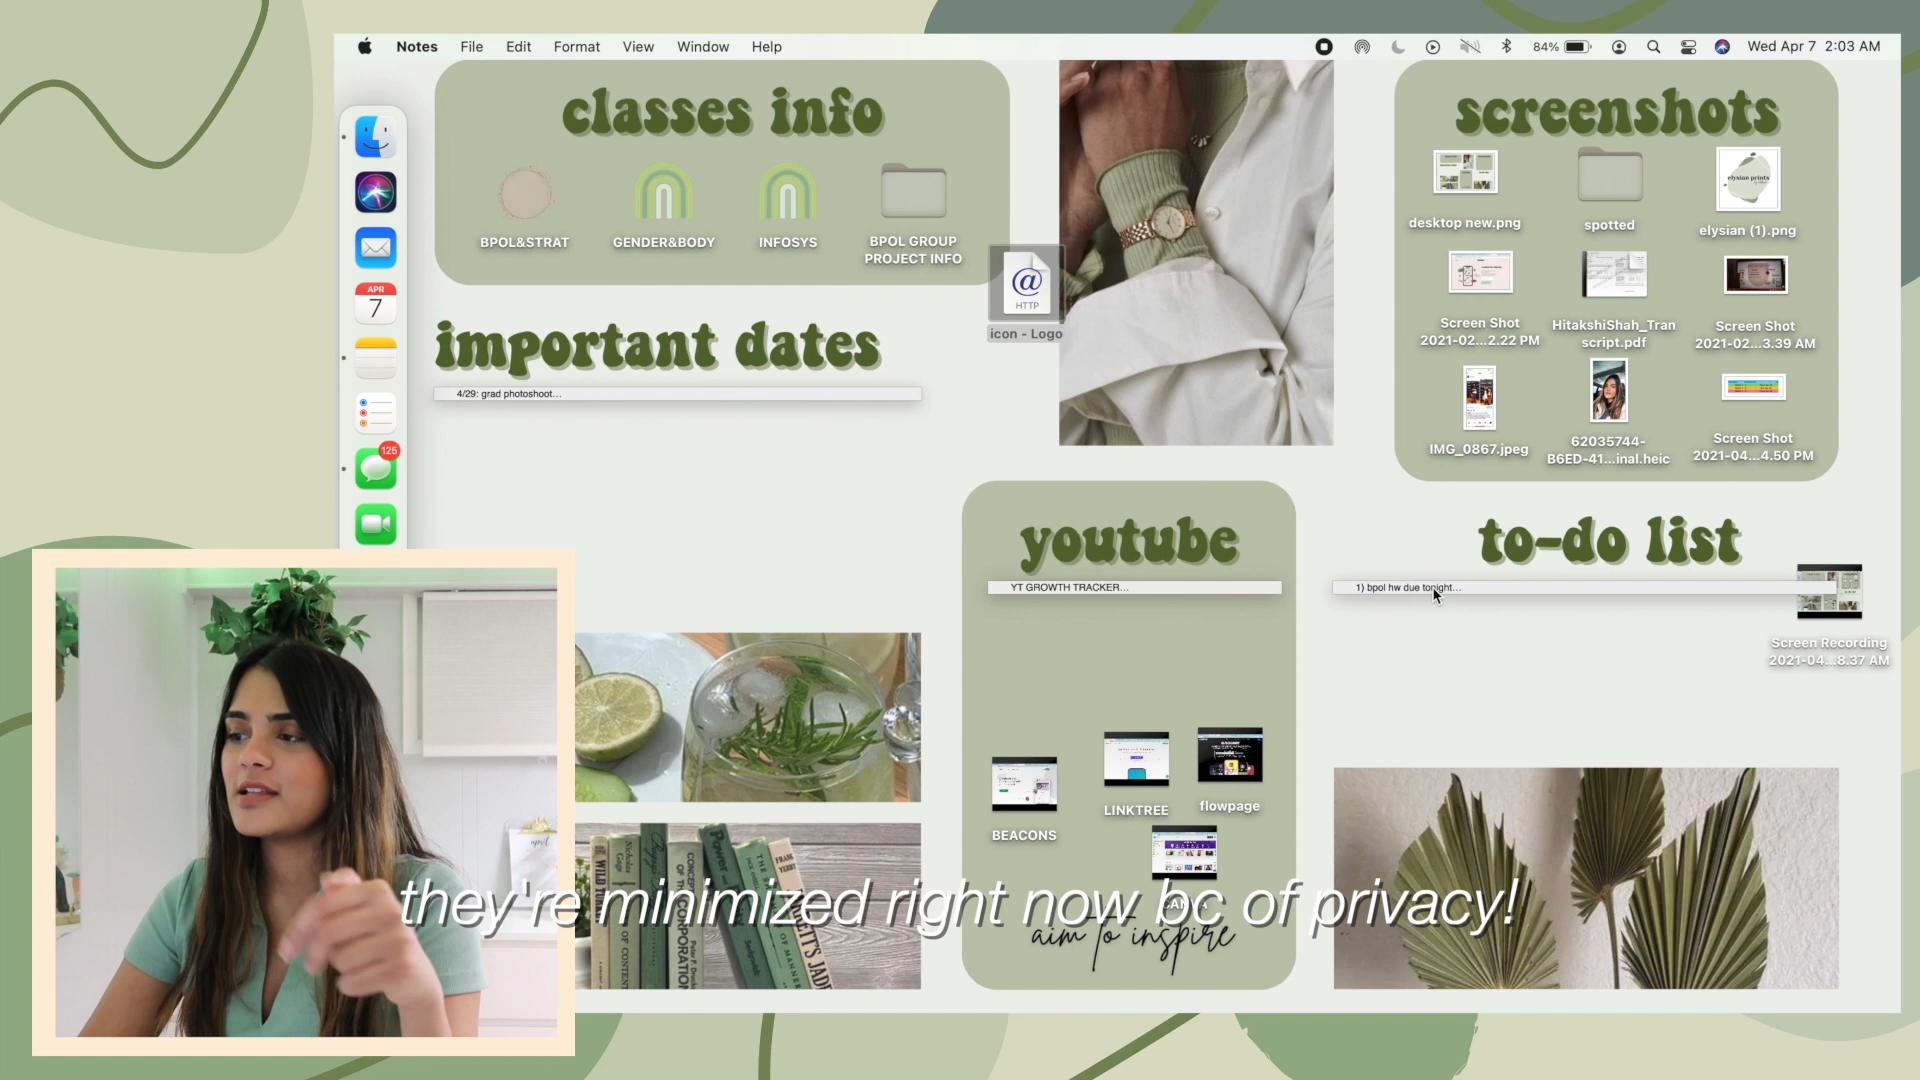 Notes File Edit Format View Window Help
84%
Wed Apr 7 2:03 AM
classes info
BPOL&STRAT
GENDER&BODY
INFOSYS
BPOL GROUP
PROJECT INFO
@
HTTP
icon - Logo
screenshots
elysian prints
desktop new.png
spotted
elysian (1).png
Screen Shot
2021-02...2.22 PM
HitakshiShah_Tran
script.pdf
Screen Shot
2021-02...3.39 AM
IMG_0867.jpeg
62035744-
B6ED-41...inal.heic
Screen Shot
2021-04...4.50 PM
APR
7
125
important dates
4/29: grad photoshoot...
youtube
YT GROWTH TRACKER...
BEACONS
LINKTREE
flowpage
CANVA
aim to inspire
to-do list
1) bpol hw due tonight...
Screen Recording
2021-04...8.37 AM
april
they're minimized right now bc of privacy!